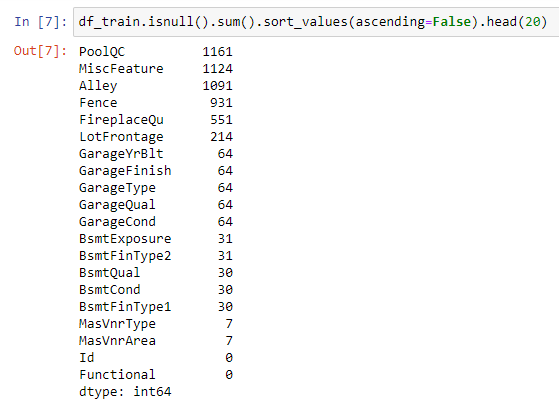 In [7]: df_train.isnull().sum().sort_values(ascending=False).head(20)
Out[7]: PoolQC 1161
MiscFeature 1124
Alley 1091
Fence 931
FireplaceQu 551
LotFrontage 214
GarageYrBlt 64
GarageFinish 64
GarageType 64
GarageQual 64
GarageCond 64
BsmtExposure 31
BsmtFinType2 31
BsmtQual 30
BsmtCond 30
BsmtFinType1 30
MasVnrType 7
MasVnrArea 7
Id 0
Functional 0
dtype: int64